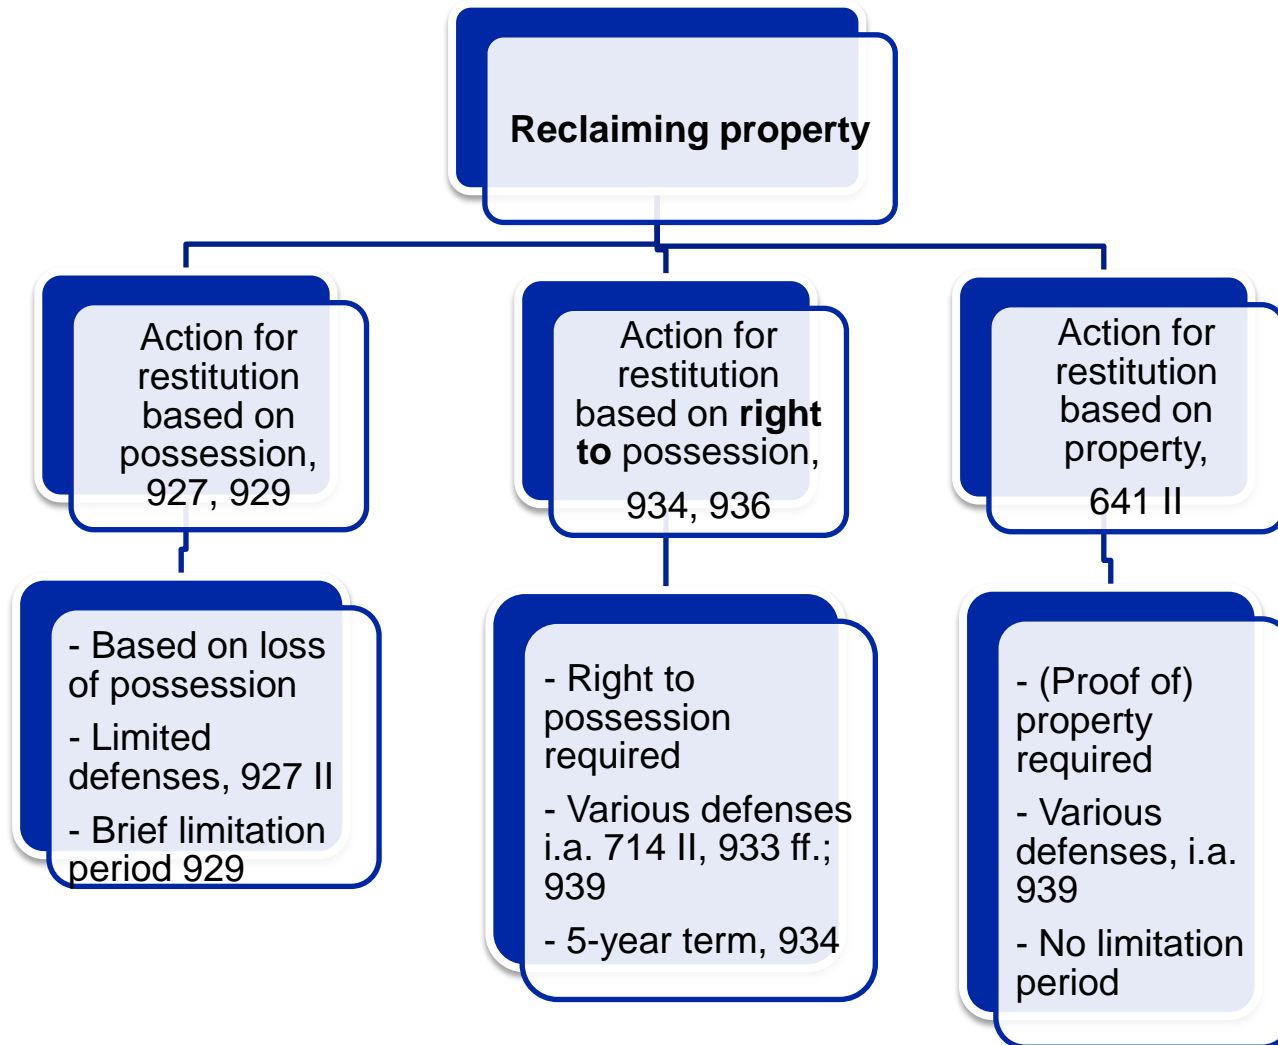 Reclaiming property
Action for
restitution
based on
possession,
927, 929
Action for
restitution
based on right
to possession,
934, 936
Action for
restitution
based on
property,
641 II
- Based on loss
of possession
- Limited
defenses, 927 II
- Brief limitation
period 929
- Right to
possession
required
- Various defenses
i.a. 714 II, 933 ff.;
939
- 5-year term, 934
- (Proof of)
property
required
- Various
defenses, i.a.
939
- No limitation
period